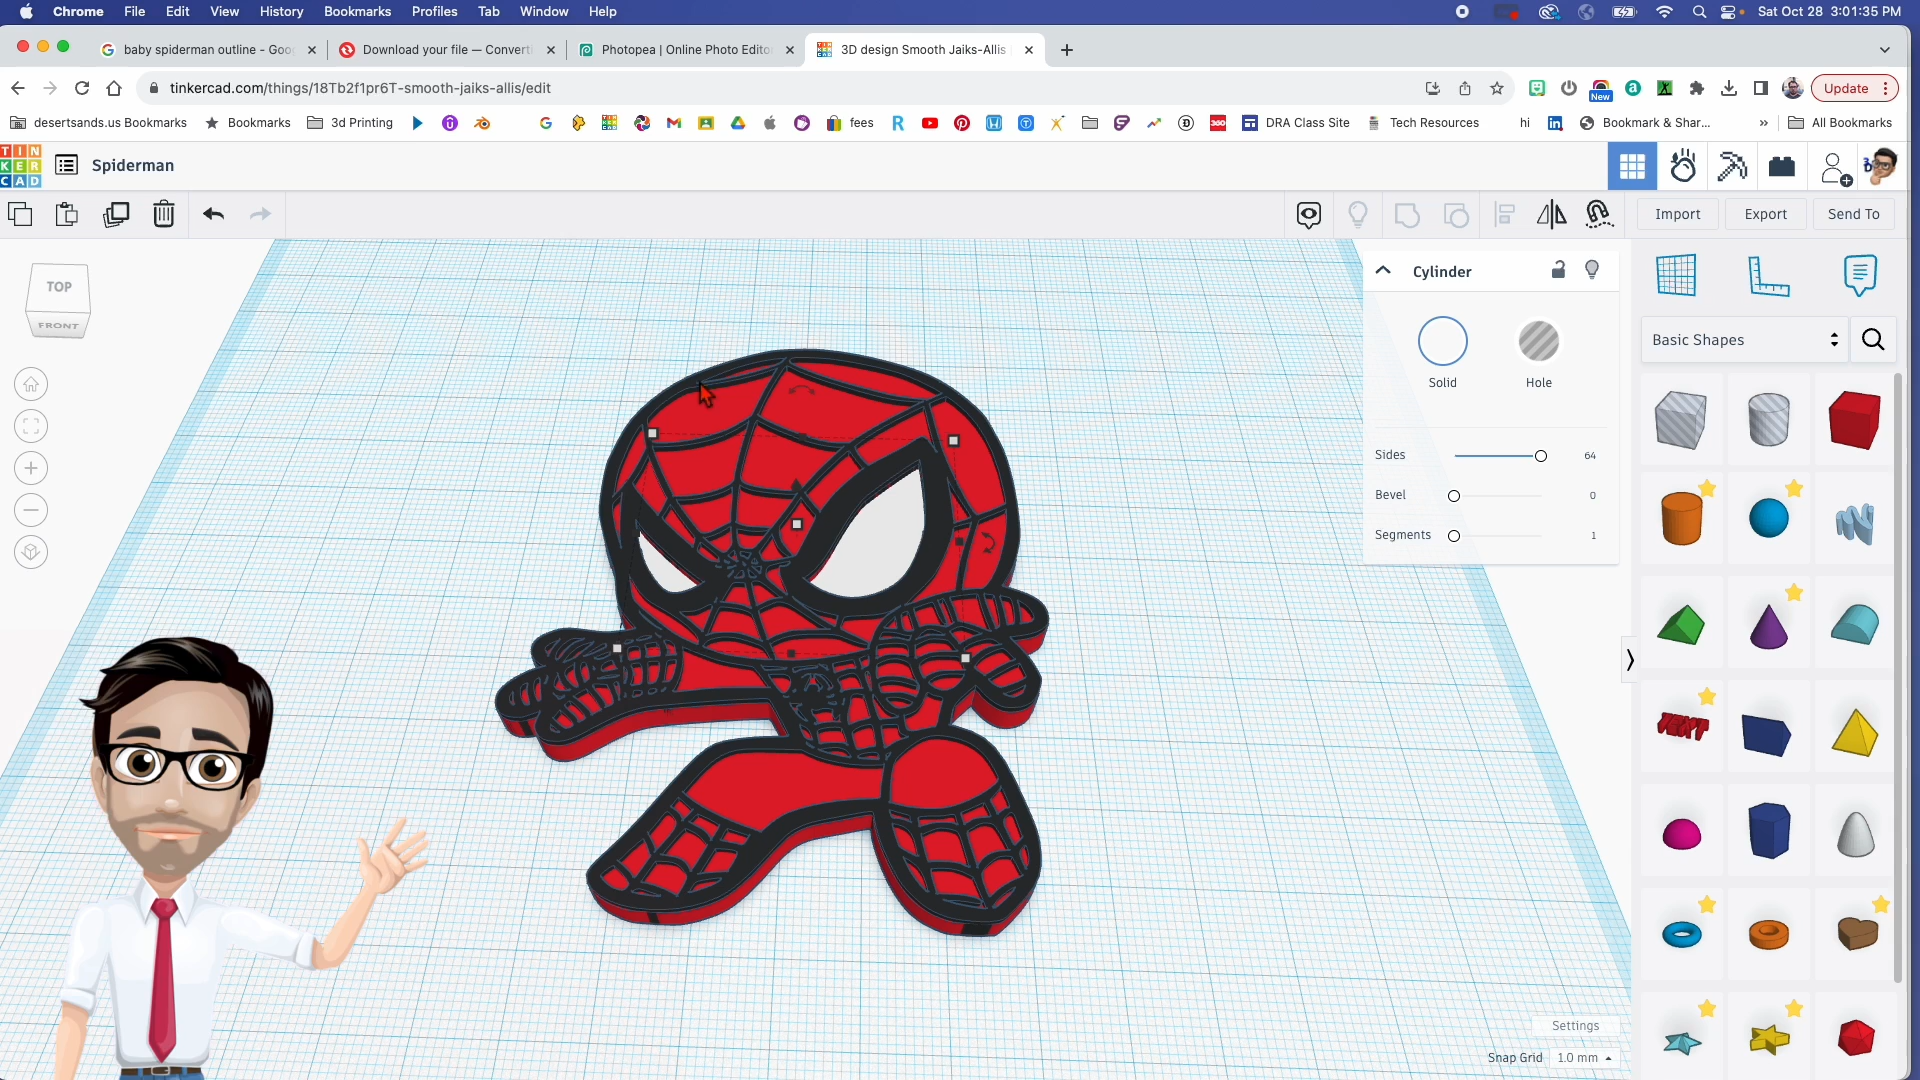 Chrome File Edit View History Bookmarks Profiles Tab Window Help Sat Oct 28 3:01:35 PM
baby spiderman outline - Goo Download your file — Converti Photopea | Online Photo Edito 3D design Smooth Jaiks-Allis
tinkercad.com/things/18Tb2f1pr6T-smooth-jaiks-allis/edit New Update
desertsands.us Bookmarks Bookmarks 3d Printing fees 360 DRA Class Site Tech Resources hi Bookmark & Shar... » All Bookmarks
TIN
KER
CAD
Spiderman
Import Export Send To
TOP
FRONT
Cylinder
Solid Hole
Sides 64
Bevel 0
Segments 1
Basic Shapes
TEXT
Settings
Snap Grid 1.0 mm